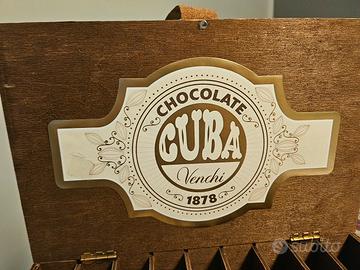 CHOCOLATE
CUBA
Venchi
1878
subito